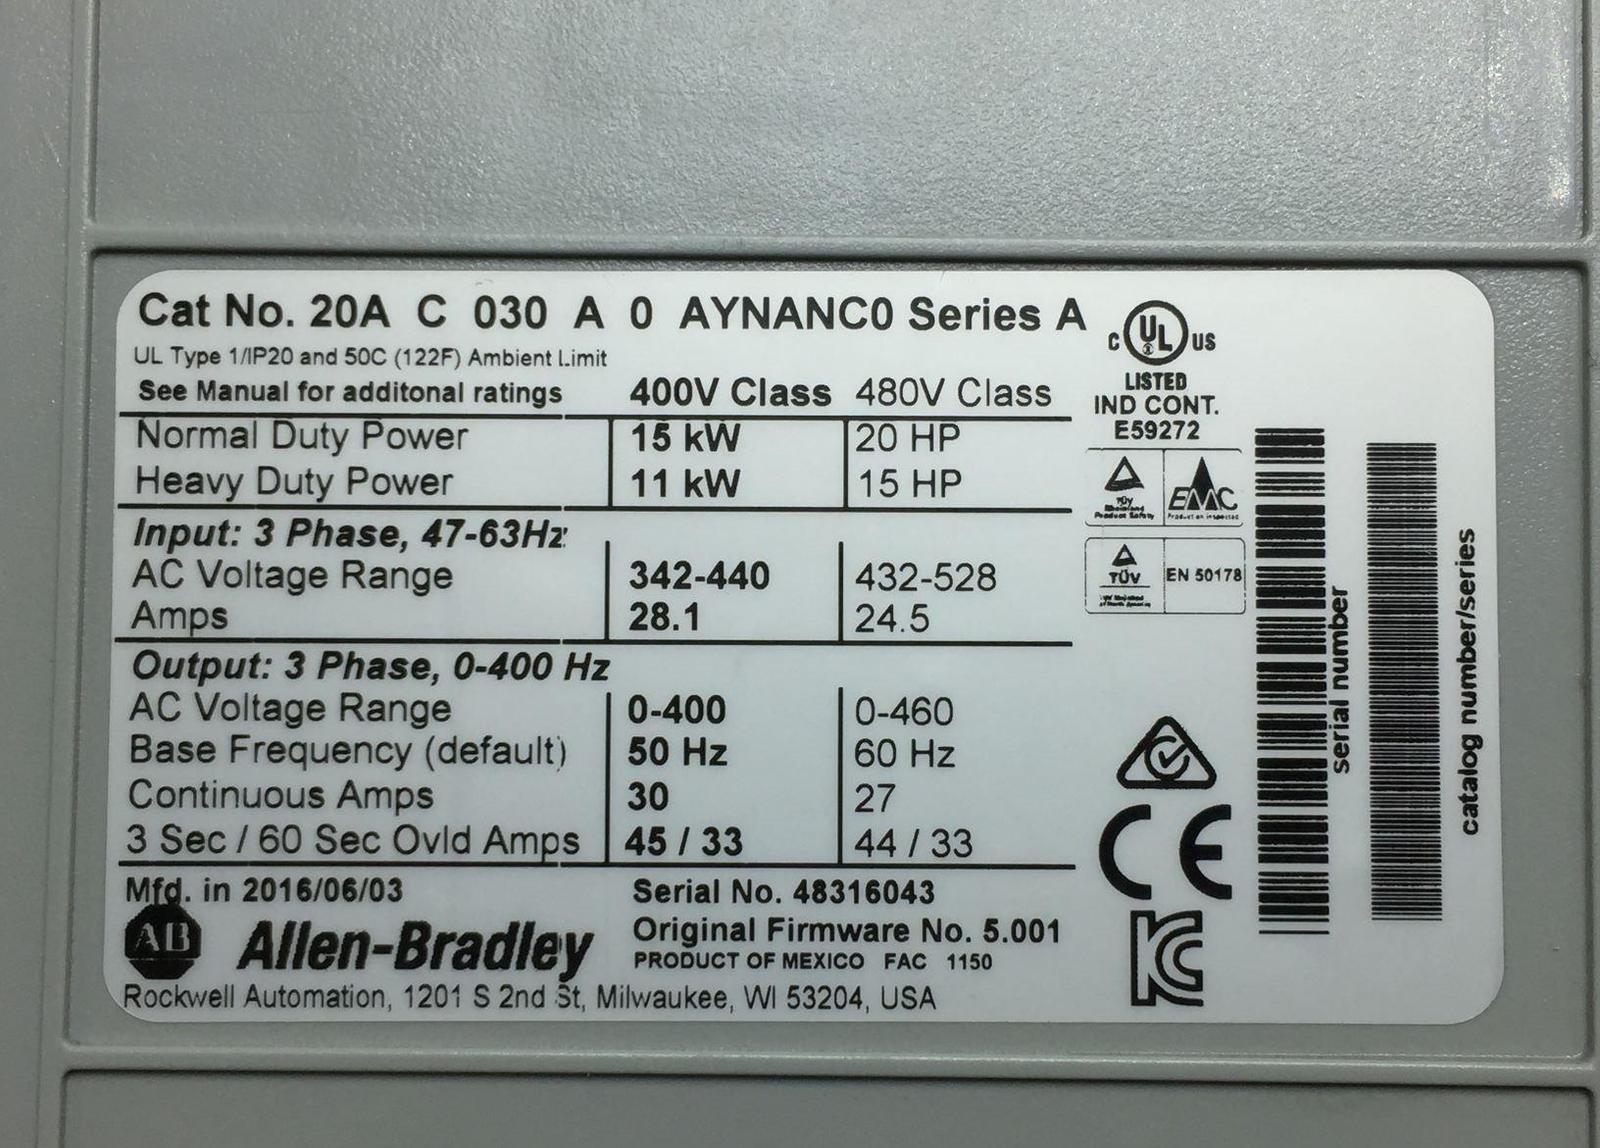 Cat No. 20A C 030 A 0 AYNANC0 Series A
UL Type 1/IP20 and 50C (122F) Ambient Limit
See Manual for additonal ratings 400V Class 480V Class
Normal Duty Power 15 kW 20 HP
Heavy Duty Power 11 kW 15 HP
Input: 3 Phase, 47-63Hz
AC Voltage Range 342-440 432-528
Amps 28.1 24.5
Output: 3 Phase, 0-400 Hz
AC Voltage Range 0-400 0-460
Base Frequency (default) 50 Hz 60 Hz
Continuous Amps 30 27
3 Sec / 60 Sec Ovld Amps 45 / 33 44 / 33
Mfd. in 2016/06/03 Serial No. 48316043
AB Allen-Bradley Original Firmware No. 5.001
PRODUCT OF MEXICO FAC 1150
Rockwell Automation, 1201 S 2nd St, Milwaukee, WI 53204, USA
C UL US
LISTED
IND CONT.
E59272
TÜV
Rheinland
Product Safety
EMC
Production inspected
TÜV
EN 50178
CE
KC
serial number
catalog number/series